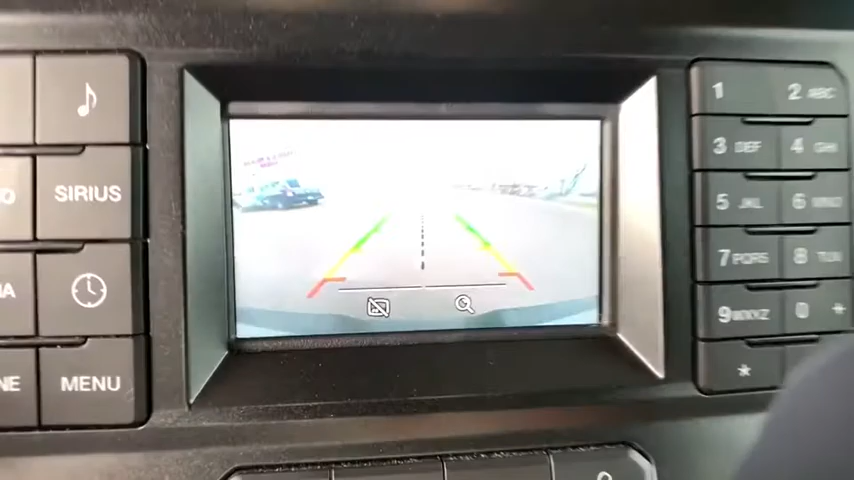 SIRIUS
MENU
1
2 ABC
3 DEF
4 GHI
5 JKL
6 MNO
7 PQRS
8 TUV
9 WXYZ
0
*
#